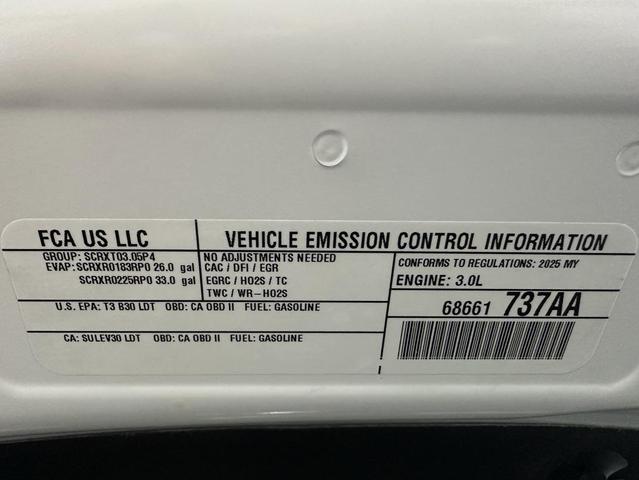 FCA US LLC
VEHICLE EMISSION CONTROL INFORMATION
GROUP: SCRXT03.05P4
EVAP: SCRXR0183RP0 26.0 gal
SCRXR0225RP0 33.0 gal
NO ADJUSTMENTS NEEDED
CAC / DFI / EGR
EGRC / HO2S / TC
TWC / WR-HO2S
CONFORMS TO REGULATIONS: 2025 MY
ENGINE: 3.0L
U.S. EPA: T3 B30 LDT OBD: CA OBD II FUEL: GASOLINE
68661 737AA
CA: SULEV30 LDT OBD: CA OBD II FUEL: GASOLINE